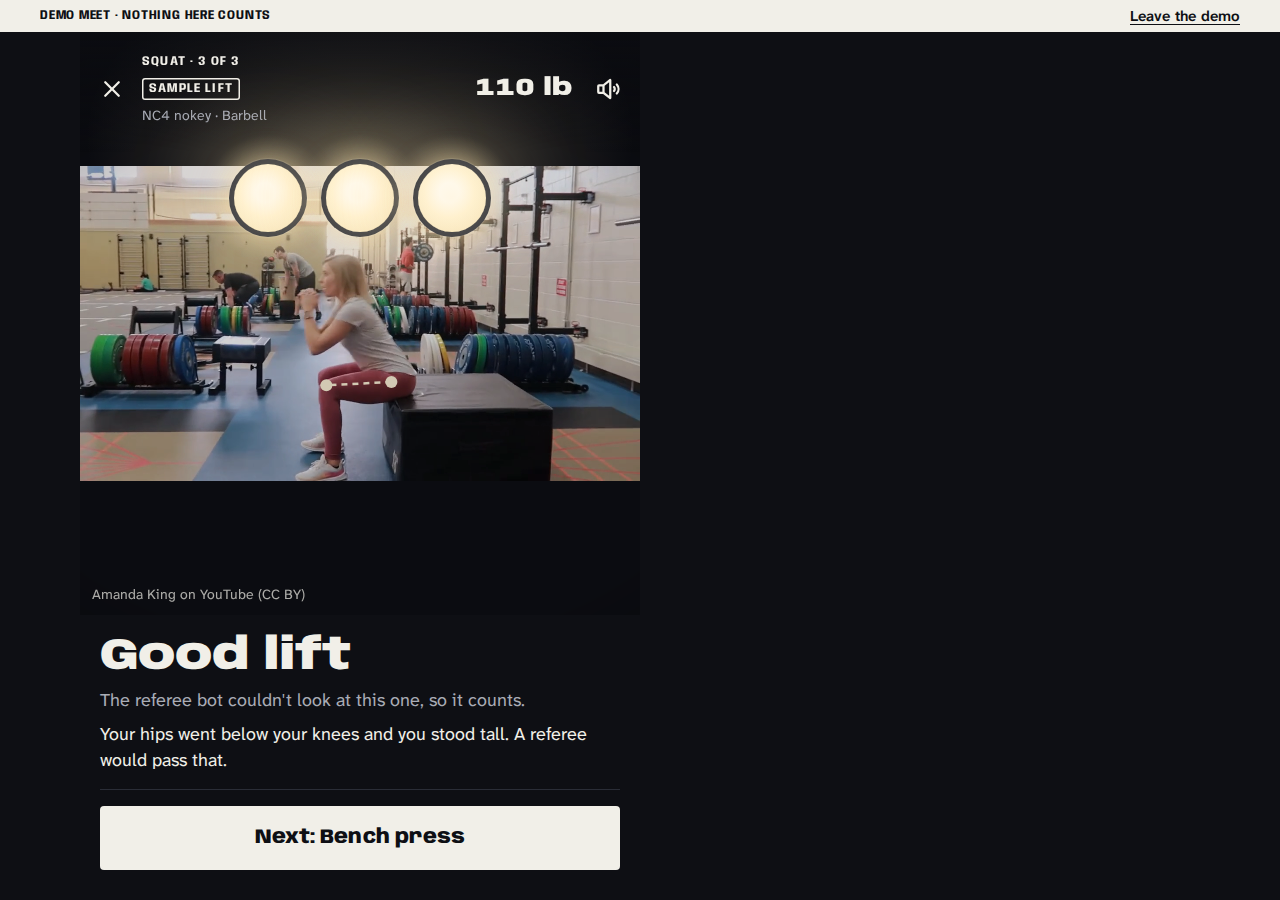 DEMO MEET · NOTHING HERE COUNTS
Leave the demo
SQUAT · 3 OF 3
SAMPLE LIFT
NC4 nokey · Barbell
110 lb
Amanda King on YouTube (CC BY)
Good lift
The referee bot couldn't look at this one, so it counts.
Your hips went below your knees and you stood tall. A referee
would pass that.
Next: Bench press